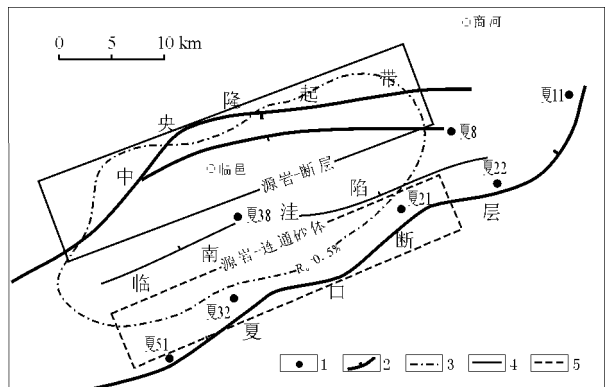 商河
0 5 10 km
中央隆起带
夏11
夏8
临邑
源岩-断层
夏22
夏38
夏21
临南洼陷
源岩-连通砂体
R。0.5%
夏32
夏口断层
夏51
1 2 3 4 5